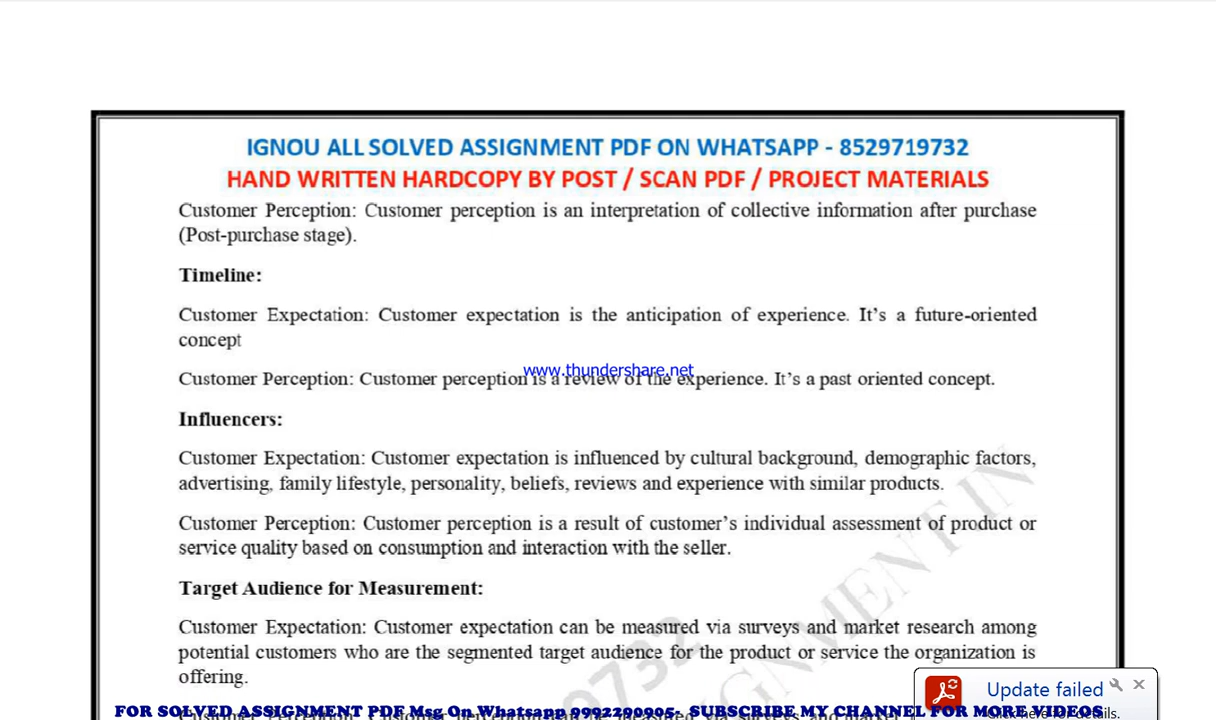 IGNOU ALL SOLVED ASSIGNMENT PDF ON WHATSAPP - 8529719732
HAND WRITTEN HARDCOPY BY POST / SCAN PDF / PROJECT MATERIALS
Customer Perception: Customer perception is an interpretation of collective information after purchase
(Post-purchase stage).
Timeline:
Customer Expectation: Customer expectation is the anticipation of experience. It's a future-oriented
concept
www.thundershare.net
Customer Perception: Customer perception is a review of the experience. It's a past oriented concept.
Influencers:
Customer Expectation: Customer expectation is influenced by cultural background, demographic factors,
advertising, family lifestyle, personality, beliefs, reviews and experience with similar products.
Customer Perception: Customer perception is a result of customer's individual assessment of product or
service quality based on consumption and interaction with the seller.
Target Audience for Measurement:
Customer Expectation: Customer expectation can be measured via surveys and market research among
potential customers who are the segmented target audience for the product or service the organization is
offering.
9732
GNMENT IN
Update failed
Click here for details.
FOR SOLVED ASSIGNMENT PDF Msg On Whatsapp 9992290905- SUBSCRIBE MY CHANNEL FOR MORE VIDEOS